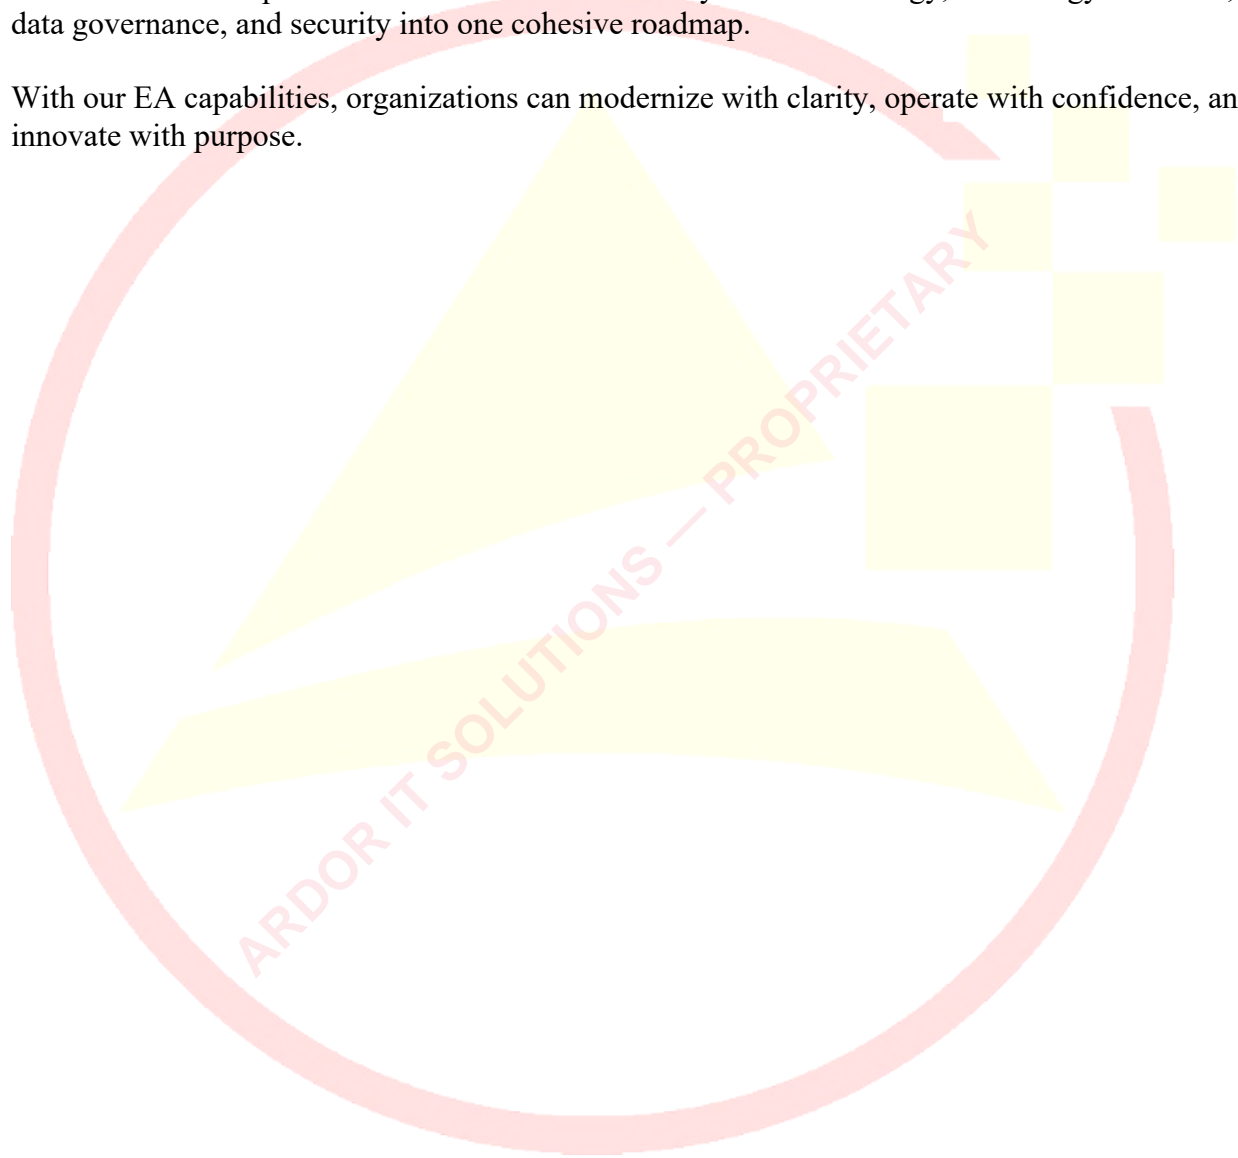 data governance, and security into one cohesive roadmap.
With our EA capabilities, organizations can modernize with clarity, operate with confidence, an
innovate with purpose.
ARDOR IT SOLUTIONS — PROPRIETARY